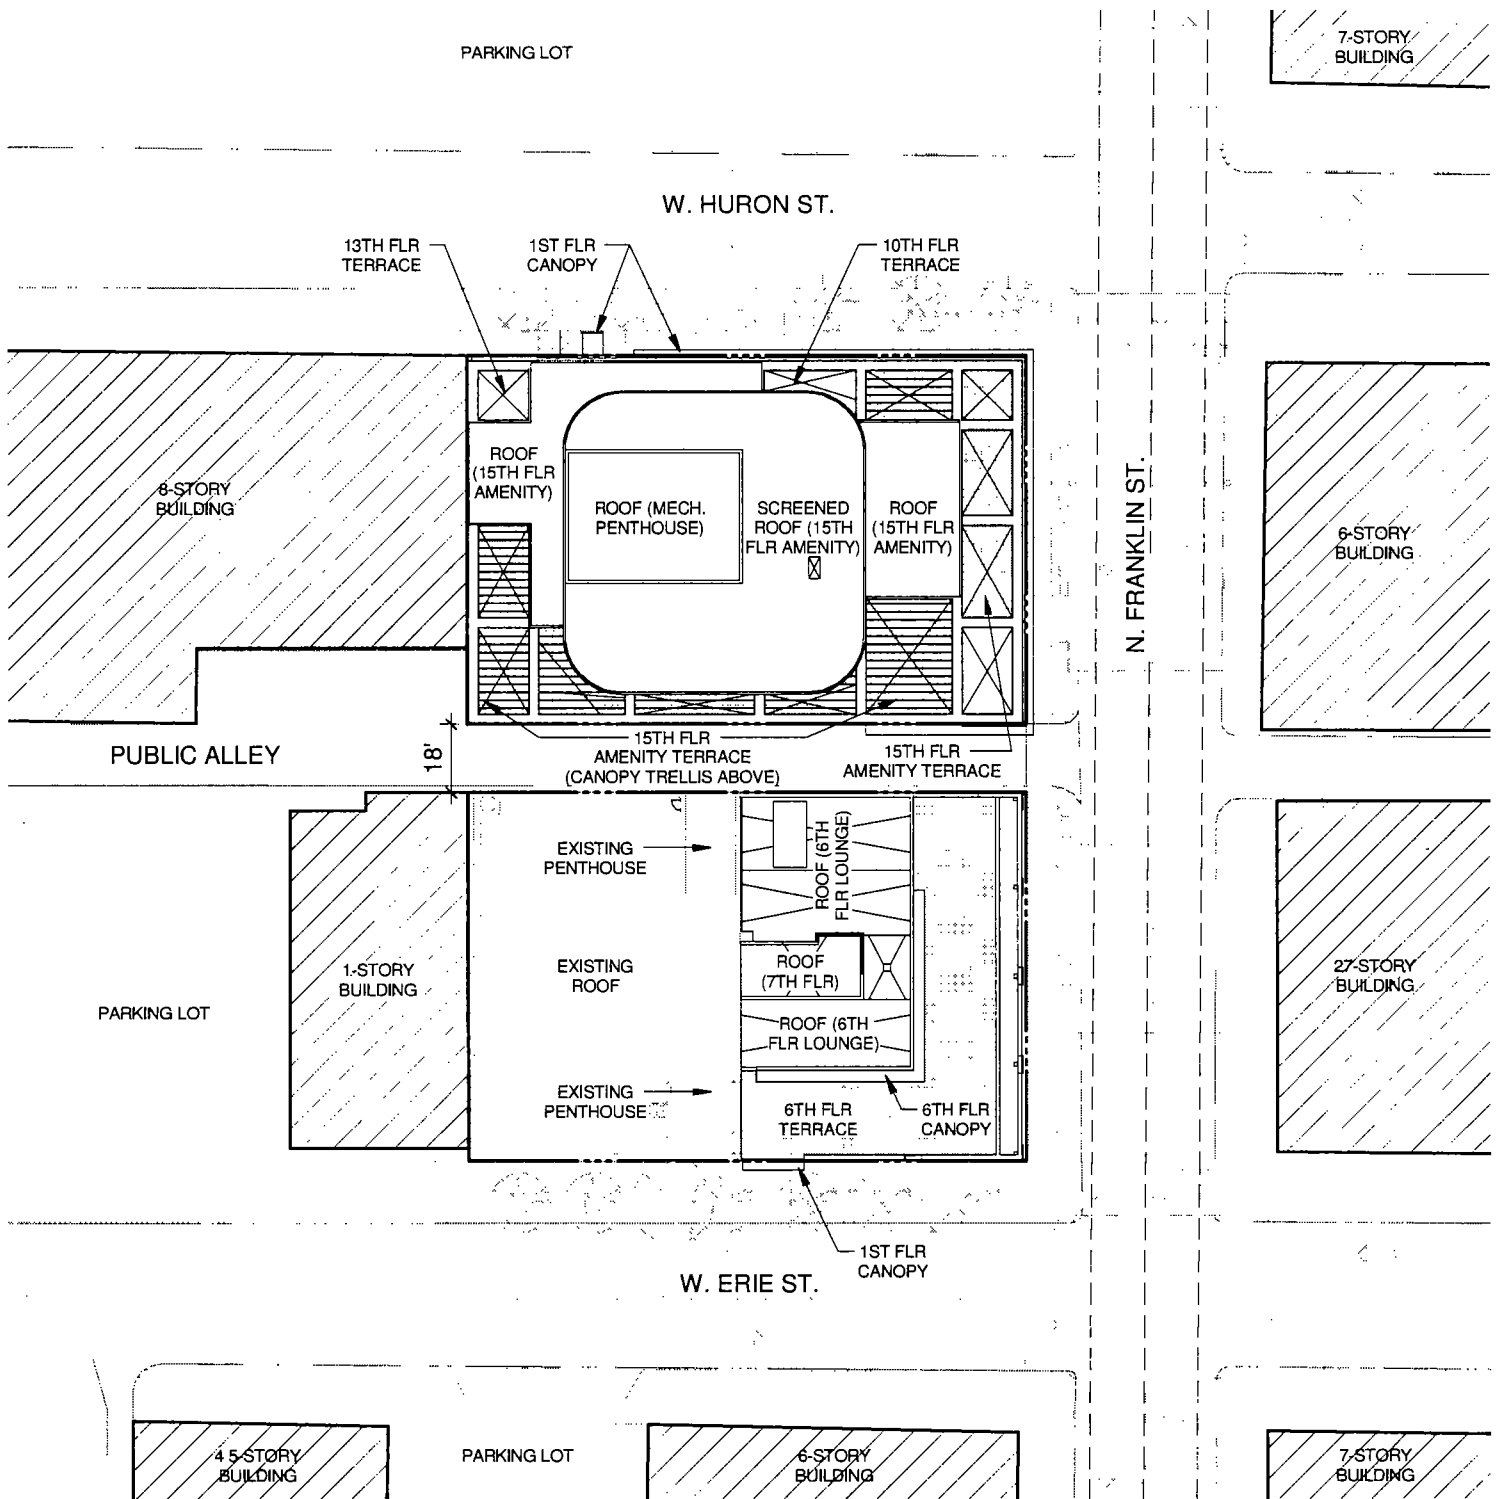 PARKING LOT
7-STORY
BUILDING
W. HURON ST.
13TH FLR
TERRACE
1ST FLR
CANOPY
10TH FLR
TERRACE
8-STORY
BUILDING
ROOF
(15TH FLR
AMENITY)
ROOF (MECH.
PENTHOUSE)
SCREENED
ROOF (15TH
FLR AMENITY)
ROOF
(15TH FLR
AMENITY)
N. FRANKLIN ST.
6-STORY
BUILDING
PUBLIC ALLEY
18'
15TH FLR
AMENITY TERRACE
(CANOPY TRELLIS ABOVE)
15TH FLR
AMENITY TERRACE
EXISTING
PENTHOUSE
ROOF (6TH
FLR LOUNGE)
1-STORY
BUILDING
EXISTING
ROOF
ROOF
(7TH FLR)
27-STORY
BUILDING
PARKING LOT
ROOF (6TH
FLR LOUNGE)
EXISTING
PENTHOUSE
6TH FLR
TERRACE
6TH FLR
CANOPY
1ST FLR
CANOPY
W. ERIE ST.
4 5-STORY
BUILDING
PARKING LOT
6-STORY
BUILDING
7-STORY
BUILDING